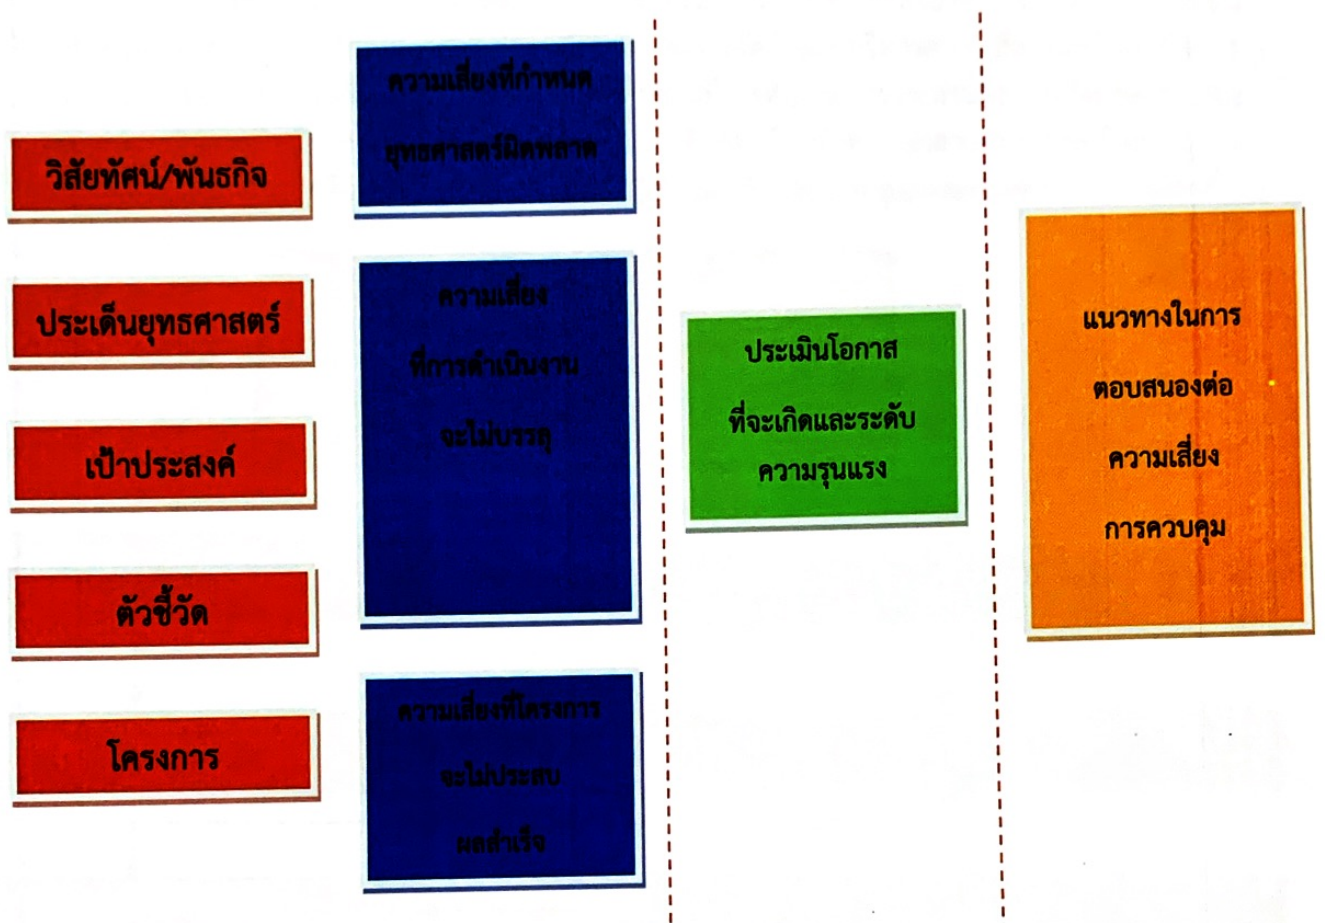 วิสัยทัศน์/พันธกิจ
ประเด็นยุทธศาสตร์
เป้าประสงค์
ตัวชี้วัด
โครงการ
ความเสี่ยงที่กำหนด
ยุทธศาสตร์ผิดพลาด
ความเสี่ยง
ที่การดำเนินงาน
จะไม่บรรลุ
ความเสี่ยงที่โครงการ
จะไม่ประสบ
ผลสำเร็จ
ประเมินโอกาส
ที่จะเกิดและระดับ
ความรุนแรง
แนวทางในการ
ตอบสนองต่อ
ความเสี่ยง
การควบคุม